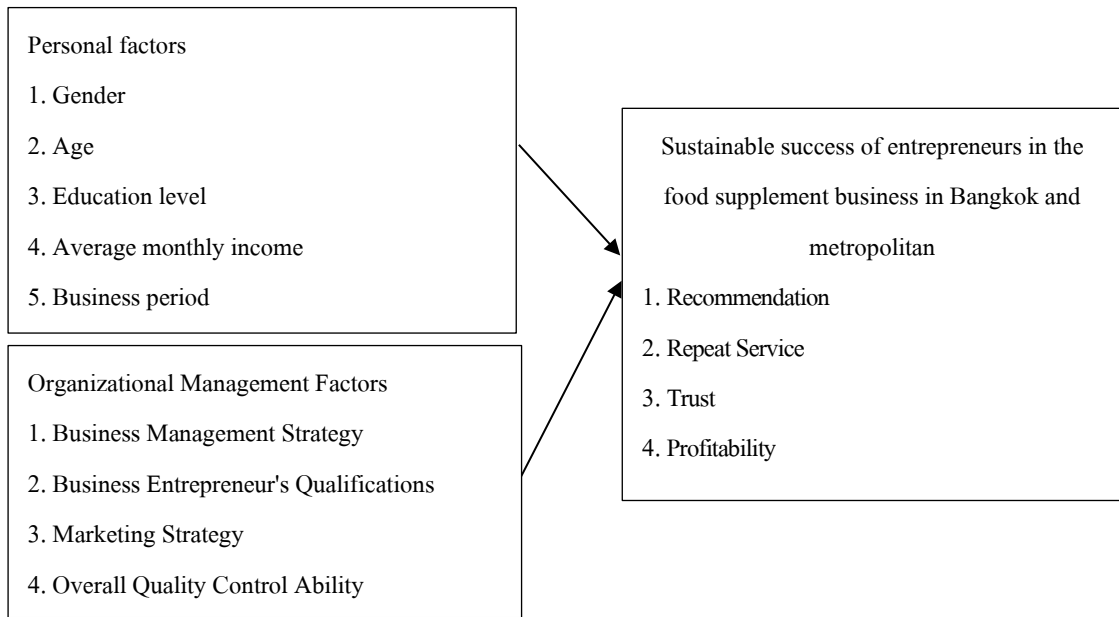 Personal factors
1. Gender
2. Age
3. Education level
4. Average monthly income
5. Business period
Organizational Management Factors
1. Business Management Strategy
2. Business Entrepreneur's Qualifications
3. Marketing Strategy
4. Overall Quality Control Ability
Sustainable success of entrepreneurs in the
food supplement business in Bangkok and
metropolitan
1. Recommendation
2. Repeat Service
3. Trust
4. Profitability